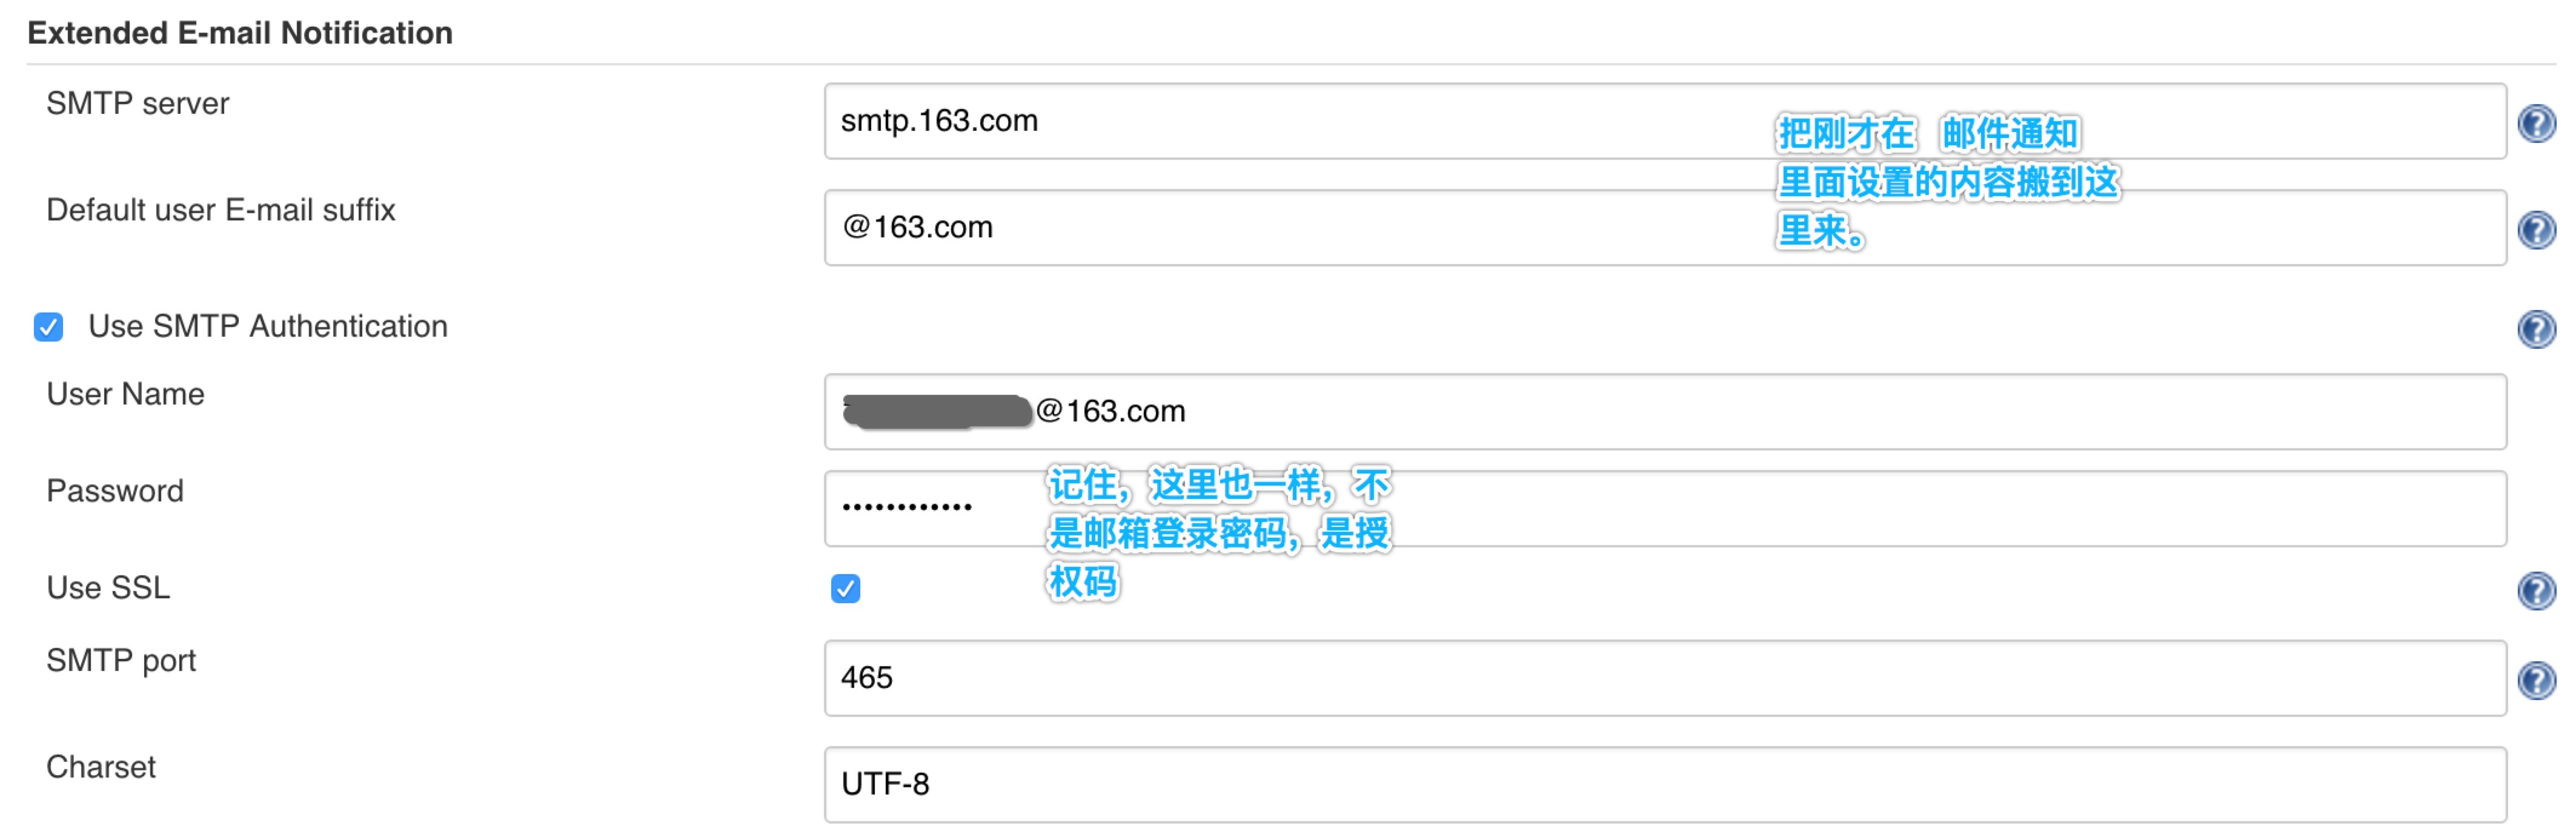 Extended E-mail Notification
SMTP server
smtp.163.com
把刚才在 邮件通知
里面设置的内容搬到这
里来。
Default user E-mail suffix
@163.com
Use SMTP Authentication
User Name
@163.com
Password
••••••••••••
记住，这里也一样，不
是邮箱登录密码，是授
权码
Use SSL
SMTP port
465
Charset
UTF-8